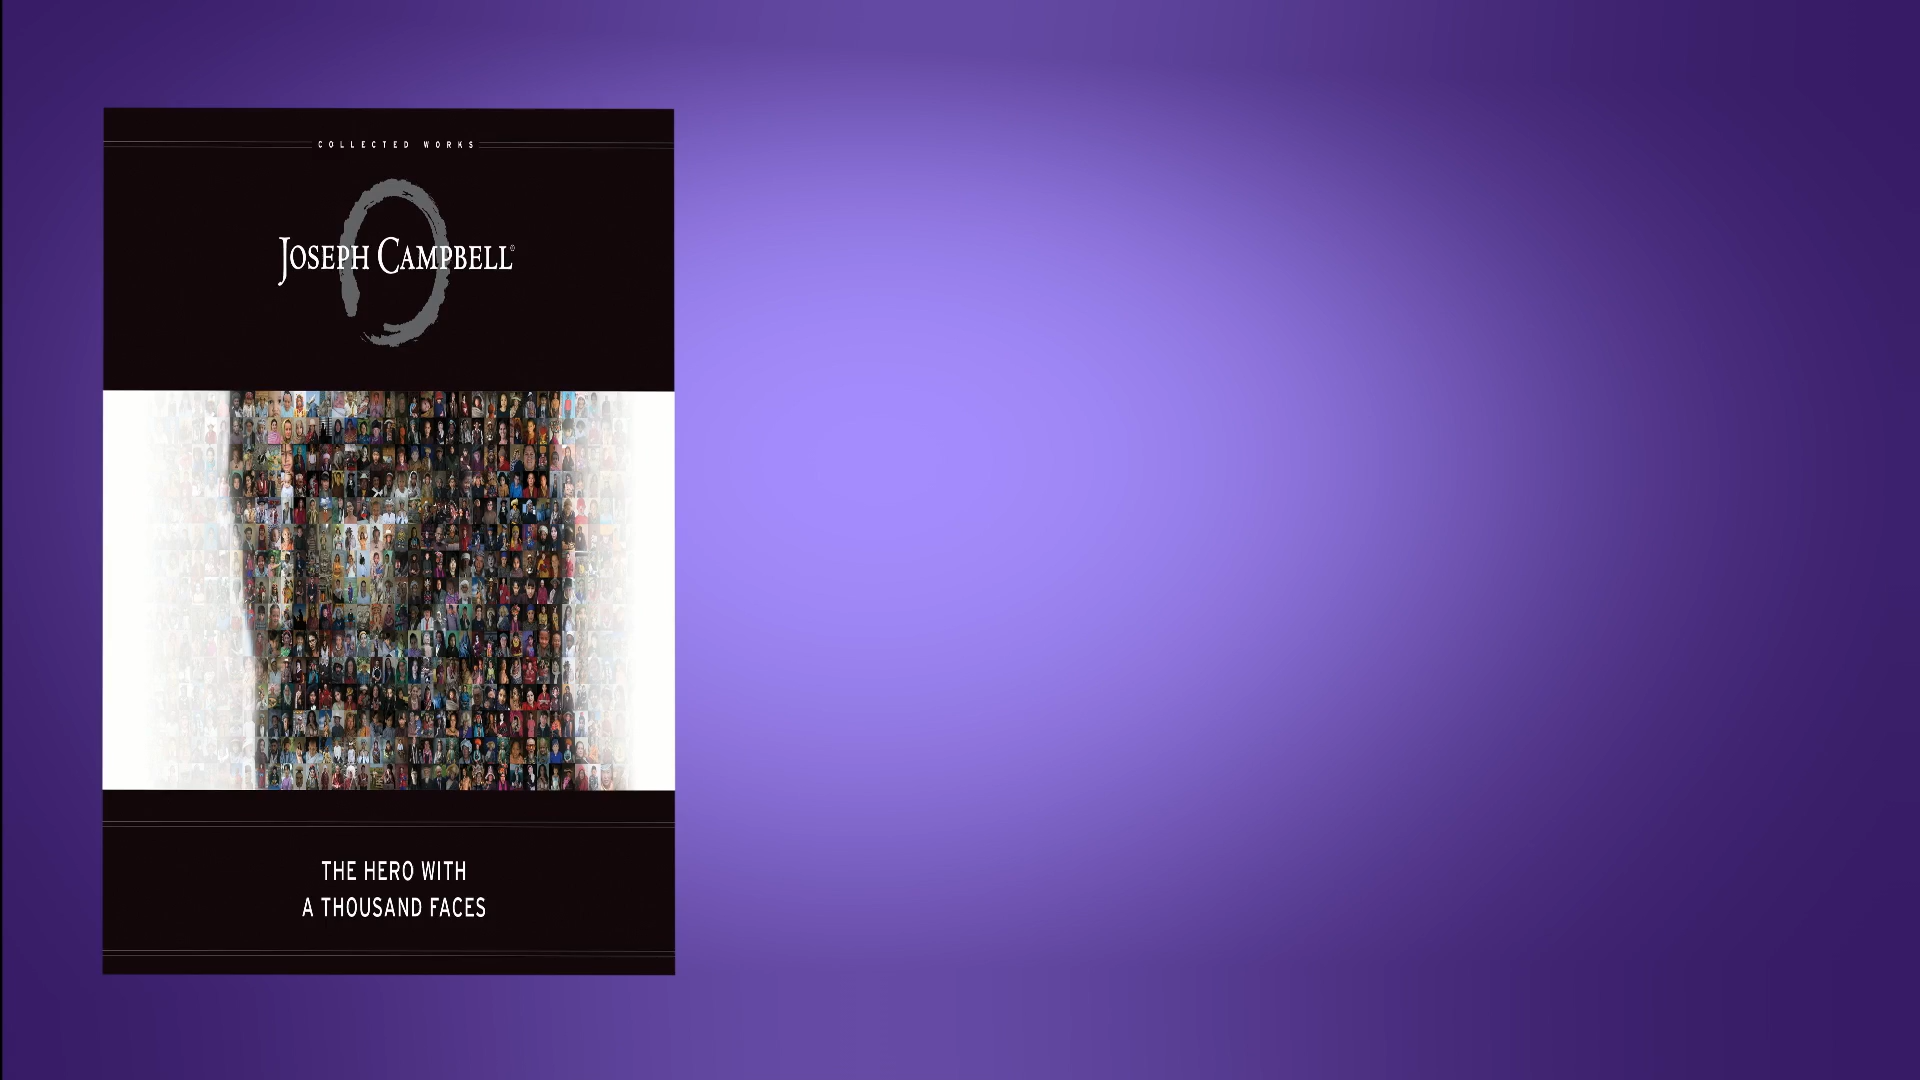 COLLECTED WORKS
JOSEPH CAMPBELL®
THE HERO WITH
A THOUSAND FACES